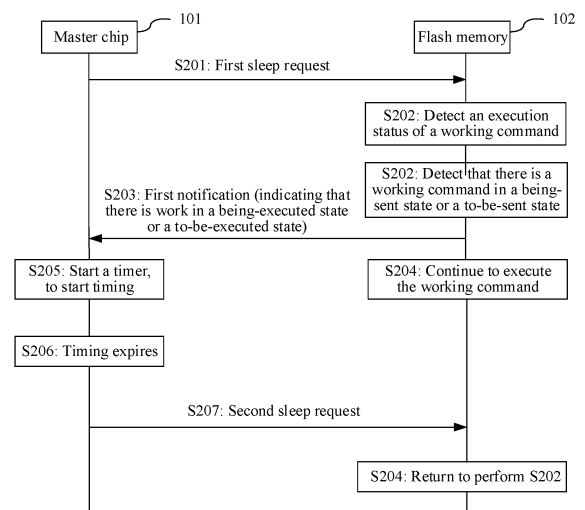 101
102
Master chip
Flash memory
S201: First sleep request
S202: Detect an execution
status of a working command
S202: Detect that there is a
working command in a being-
sent state or a to-be-sent state
S203: First notification (indicating that
there is work in a being-executed state
or a to-be-executed state)
S205: Start a timer,
to start timing
S204: Continue to execute
the working command
S206: Timing expires
S207: Second sleep request
S204: Return to perform S202